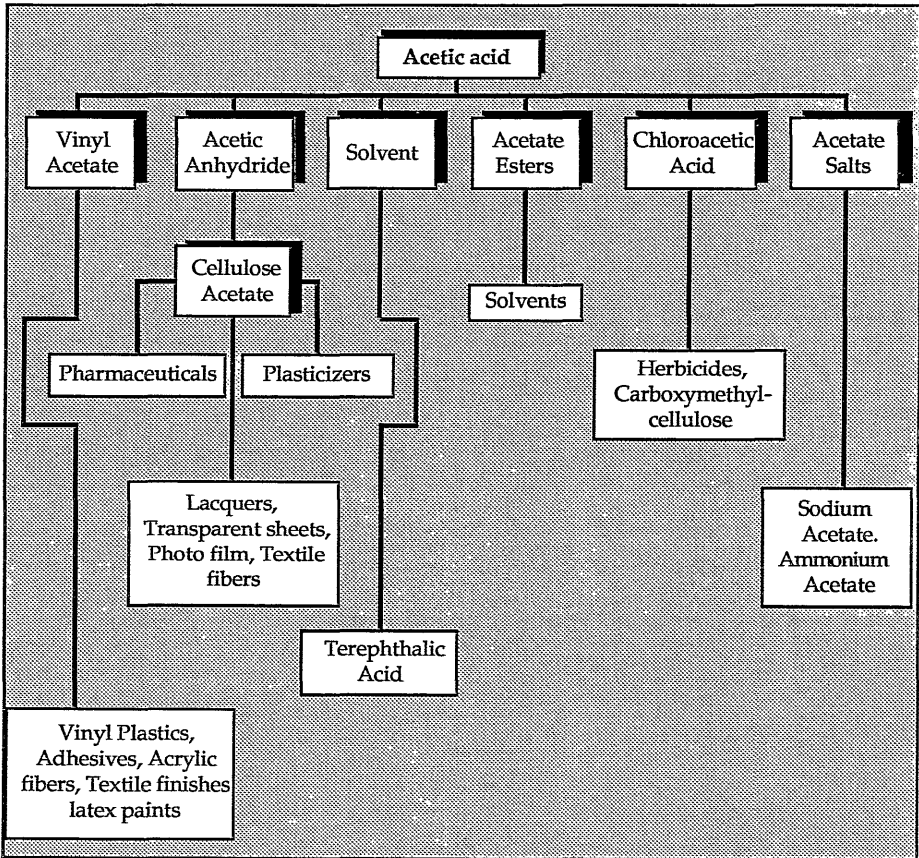 Acetic acid
Vinyl
Acetate
Acetic
Anhydride
Solvent
Acetate
Esters
Chloroacetic
Acid
Acetate
Salts
Cellulose
Acetate
Solvents
Pharmaceuticals
Plasticizers
Herbicides,
Carboxymethyl-
cellulose
Lacquers,
Transparent sheets,
Photo film, Textile
fibers
Sodium
Acetate.
Ammonium
Acetate
Terephthalic
Acid
Vinyl Plastics,
Adhesives, Acrylic
fibers, Textile finishes
latex paints